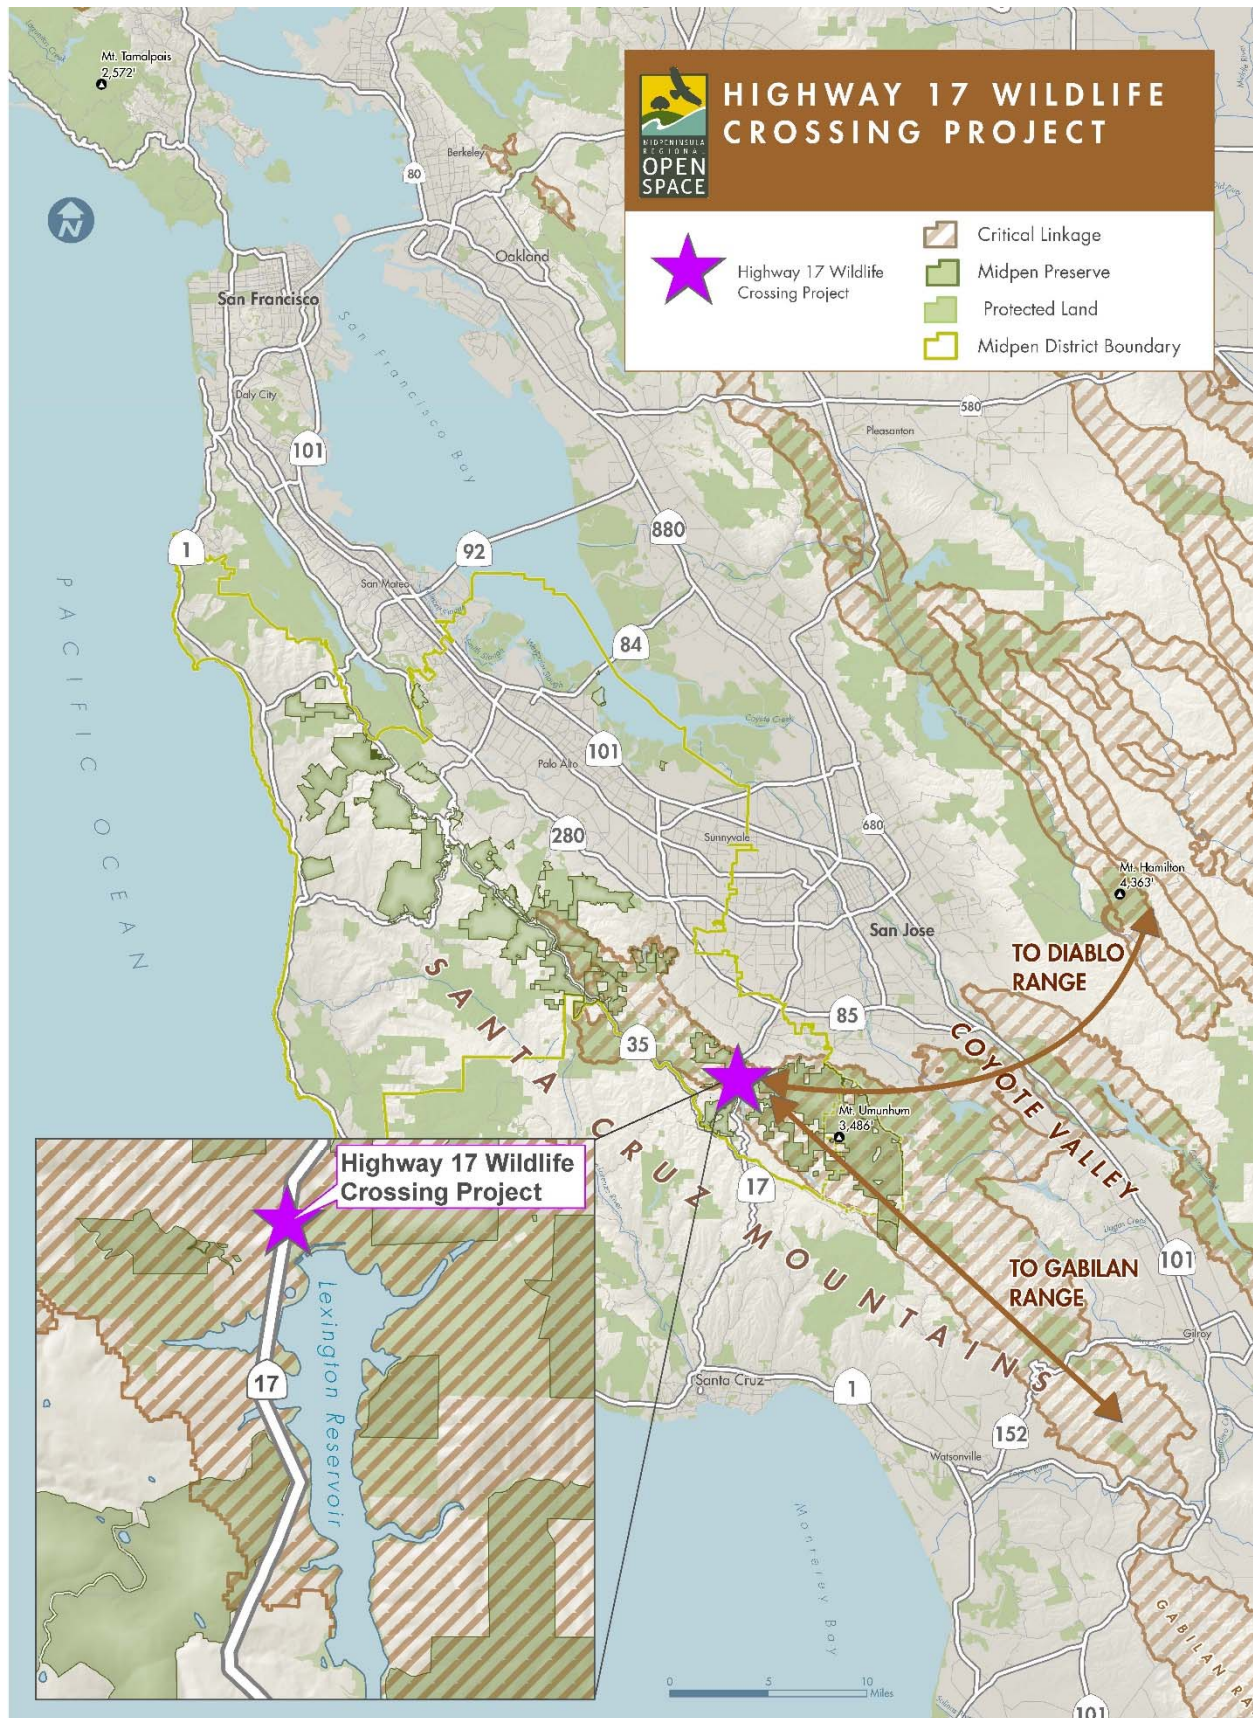 HIGHWAY 17 WILDLIFE
CROSSING PROJECT
MIDPENINSULA
REGIONAL
OPEN
SPACE
Highway 17 Wildlife
Crossing Project
Critical Linkage
Midpen Preserve
Protected Land
Midpen District Boundary
Mt. Tamalpais
2,572'
N
Berkeley
80
Oakland
San Francisco
San Francisco Bay
Daly City
101
580
Pleasanton
1
92
880
San Mateo
84
PACIFIC OCEAN
Coyote Creek
101
Palo Alto
280
Sunnyvale
680
Mt. Hamilton
4,363'
San Jose
TO DIABLO
RANGE
85
35
COYOTE VALLEY
SANTA CRUZ MOUNTAINS
Mt. Umunhum
3,486'
17
101
TO GABILAN
RANGE
Gilroy
Santa Cruz
1
152
Watsonville
Monterey Bay
GABILAN RA
101
0 5 10
Miles
Highway 17 Wildlife
Crossing Project
Lexington Reservoir
17